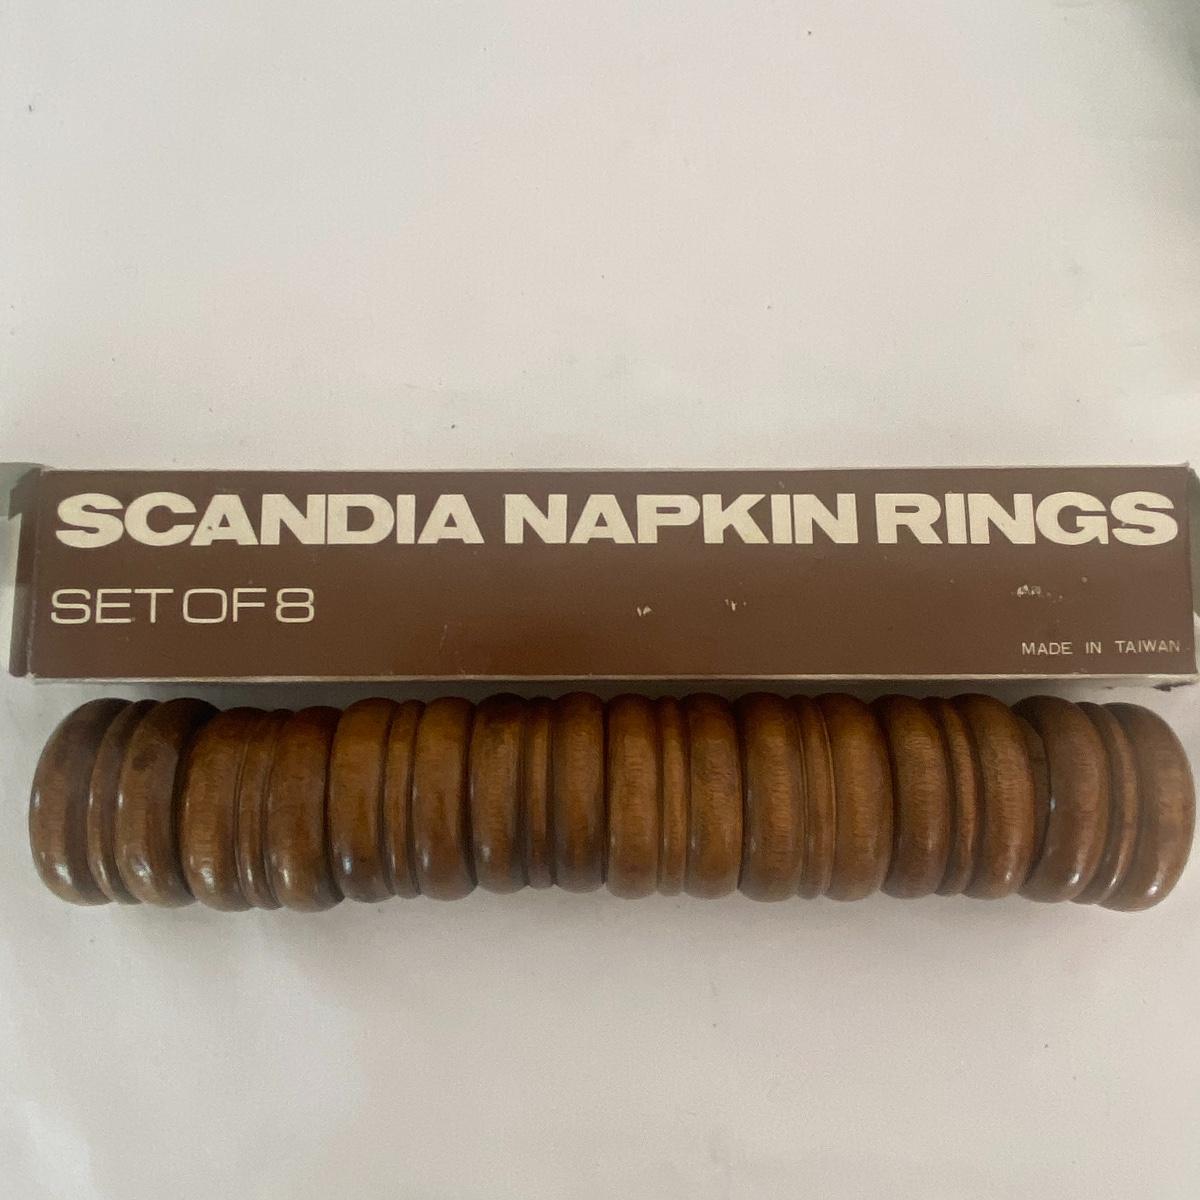 SCANDIA NAPKIN RINGS
SET OF 8
MADE IN TAIWAN